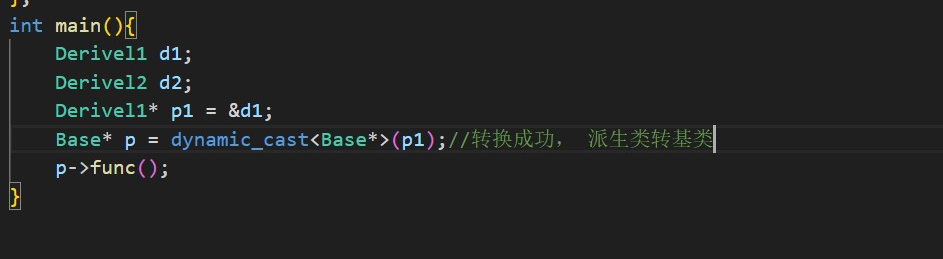 };
int main(){
    Derivel1 d1;
    Derivel2 d2;
    Derivel1* p1 = &d1;
    Base* p = dynamic_cast<Base*>(p1);//转换成功， 派生类转基类
    p->func();
}